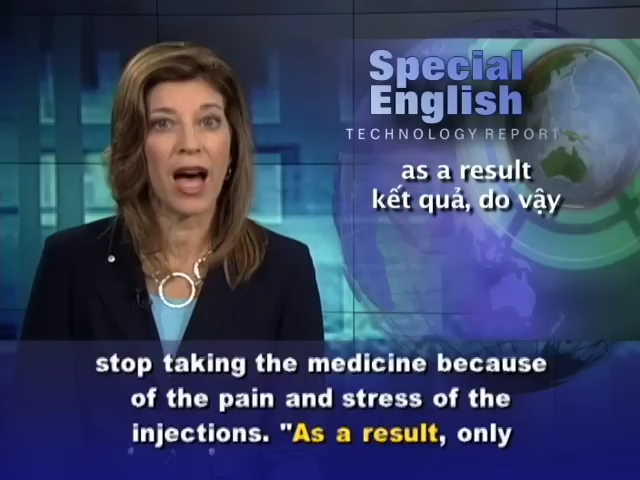 Special
English
TECHNOLOGY REPORT
as a result
kết quả, do vậy
stop taking the medicine because
of the pain and stress of the
injections. "As a result, only